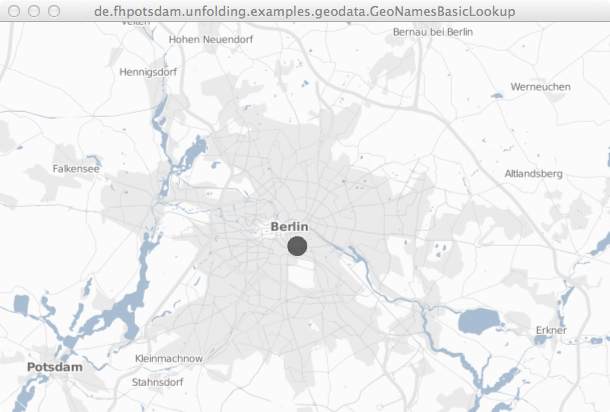 de.fhpotsdam.unfolding.examples.geodata.GeoNamesBasicLookup
Velten
Bernau bei Berlin
Hohen Neuendorf
Hennigsdorf
Werneuchen
Falkensee
Altlandsberg
Berlin
Erkner
Kleinmachnow
Potsdam
Stahnsdorf